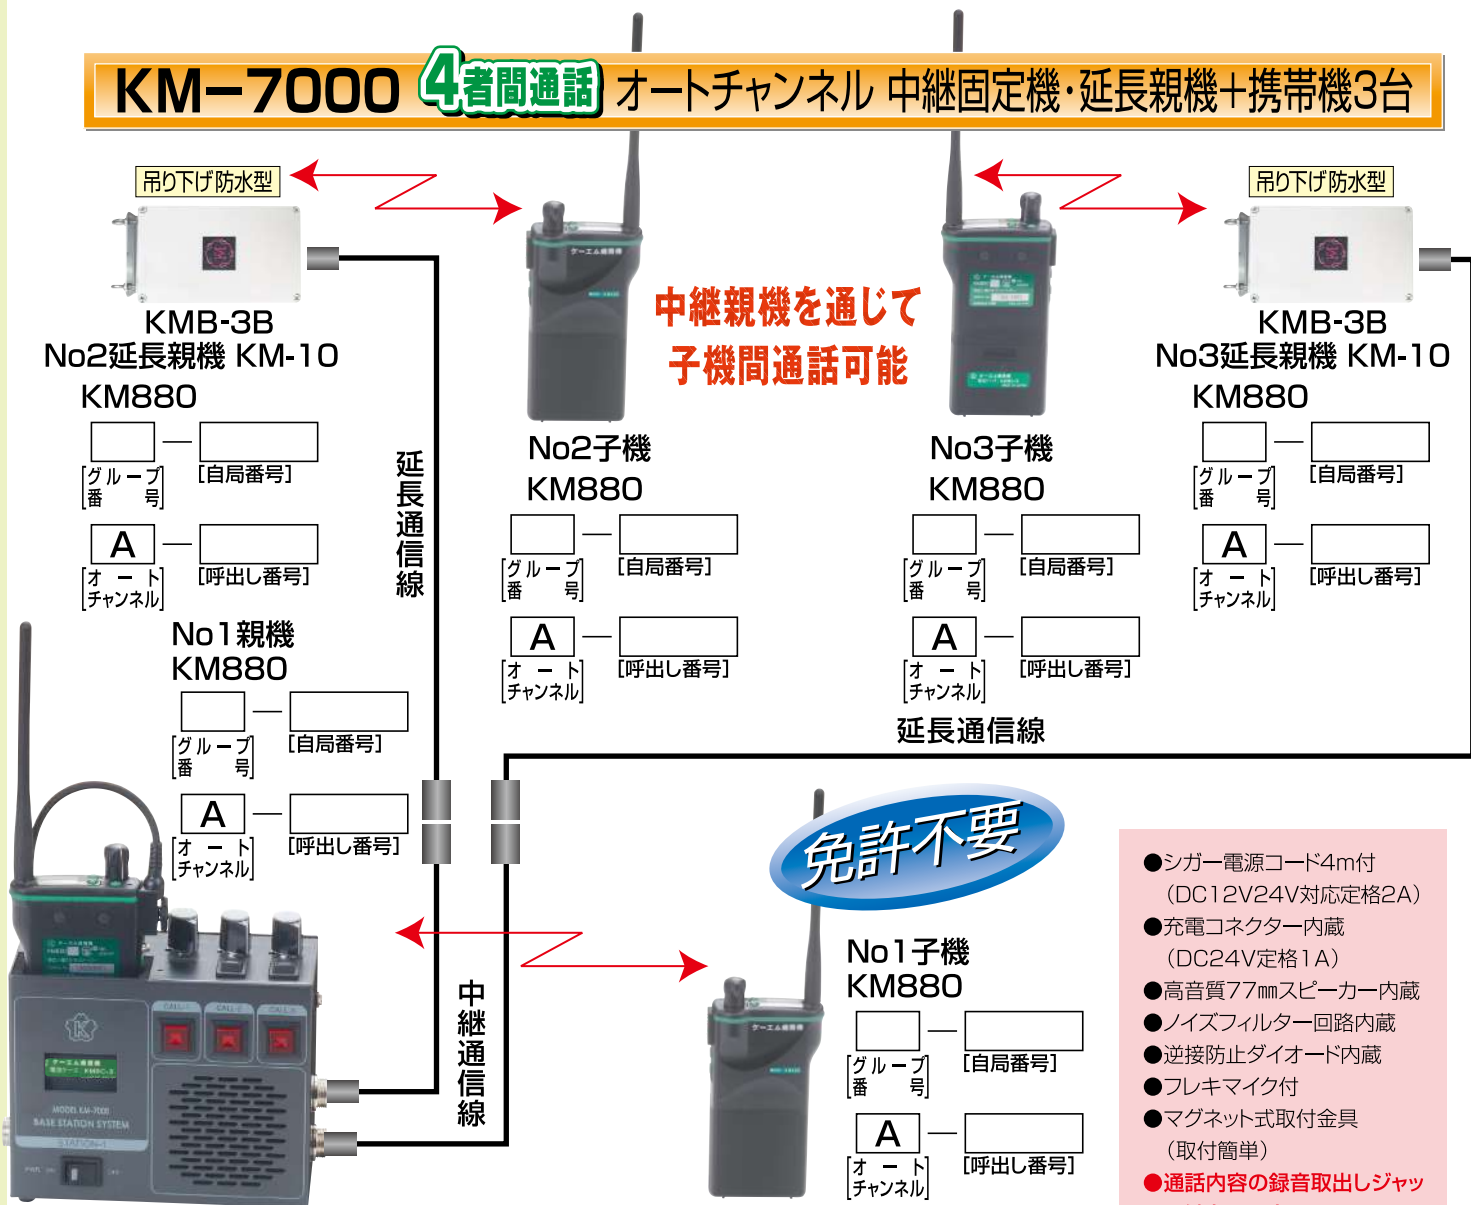 KM-7000 4者間通話 オートチャンネル 中継固定機・延長親機+携帯機3台
吊り下げ防水型
KMB-3B
No2延長親機 KM-10
KM880
[グループ番号]
[自局番号]
A
[オートチャンネル]
[呼出し番号]
延長通信線
ケーエム無線機
中継親機を通じて
子機間通話可能
吊り下げ防水型
KMB-3B
No3延長親機 KM-10
KM880
[グループ番号]
[自局番号]
A
[オートチャンネル]
[呼出し番号]
No2子機
KM880
[グループ番号]
[自局番号]
A
[オートチャンネル]
[呼出し番号]
No3子機
KM880
[グループ番号]
[自局番号]
A
[オートチャンネル]
[呼出し番号]
延長通信線
No1親機
KM880
[グループ番号]
[自局番号]
A
[オートチャンネル]
[呼出し番号]
CALL-1
CALL-2
K
MODEL KM-7000
BASE STATION SYSTEM
STATION-1
中継通信線
免許不要
No1子機
KM880
[グループ番号]
[自局番号]
A
[オートチャンネル]
[呼出し番号]
●シガー電源コード4m付
(DC12V24V対応定格2A)
●充電コネクター内蔵
(DC24V定格1A)
●高音質77㎜スピーカー内蔵
●ノイズフィルター回路内蔵
●逆接防止ダイオード内蔵
●フレキマイク付
●マグネット式取付金具
(取付簡単)
●通話内容の録音取出しジャッ